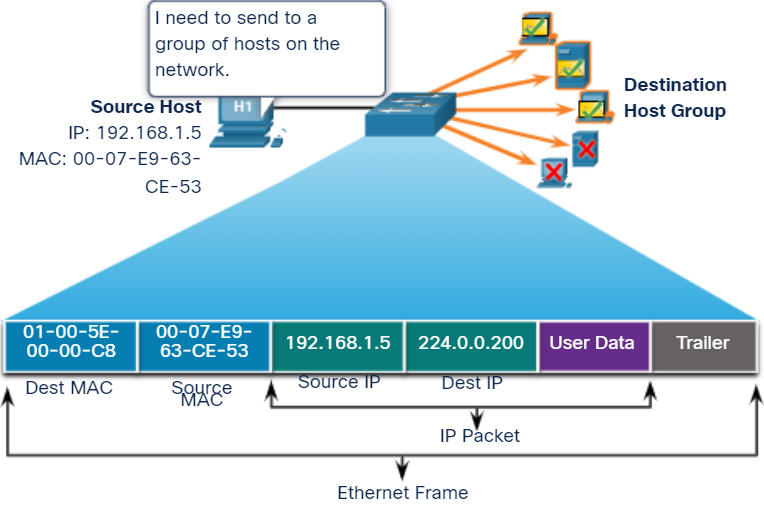 I need to send to a
group of hosts on the
network.
Source Host
H1
IP: 192.168.1.5
MAC: 00-07-E9-63-
CE-53
Destination
Host Group
01-00-5E-
00-00-C8
00-07-E9-
63-CE-53
192.168.1.5
224.0.0.200
User Data
Trailer
Dest MAC
Source
MAC
Source IP
Dest IP
IP Packet
Ethernet Frame